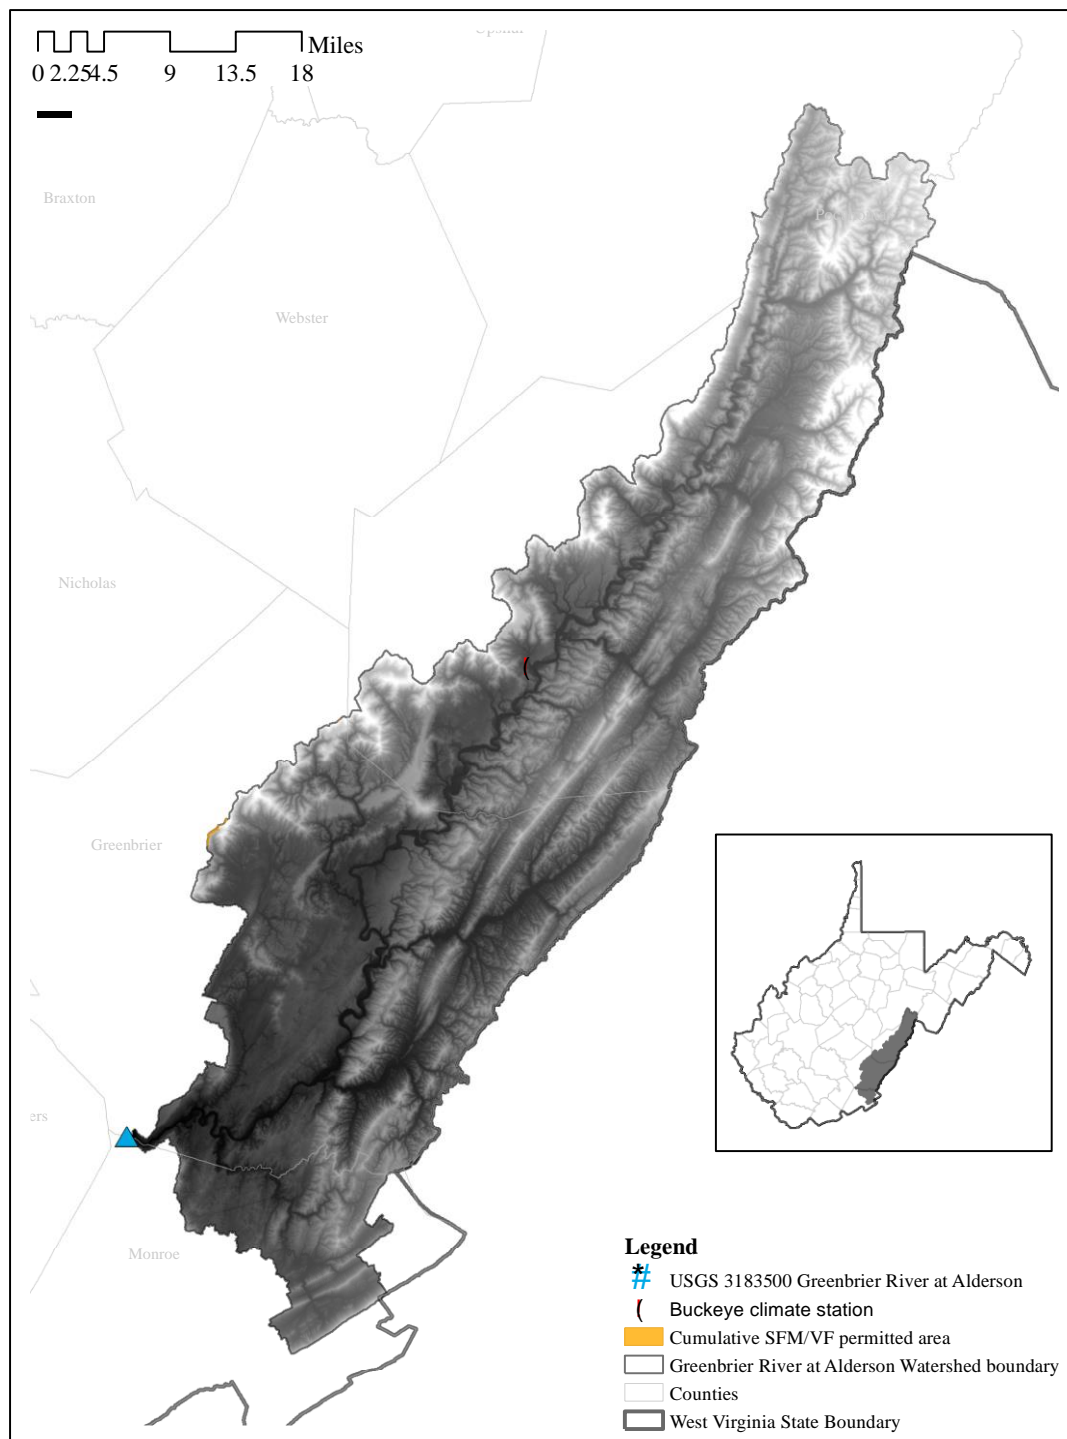 Upshur
Miles
0 2.25 4.5 9 13.5 18
Braxton
Webster
Nicholas
Greenbrier
ers
Monroe
Legend
USGS 3183500 Greenbrier River at Alderson
Buckeye climate station
Cumulative SFM/VF permitted area
Greenbrier River at Alderson Watershed boundary
Counties
West Virginia State Boundary